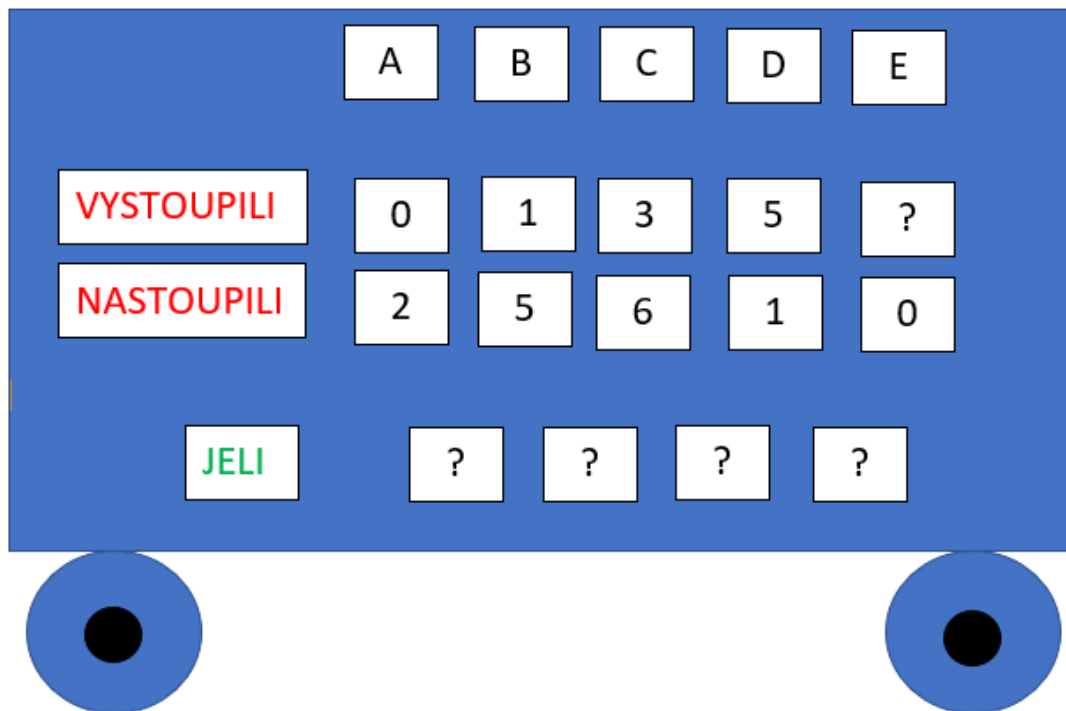 A B C D E
VYSTOUPILI 0 1 3 5 ?
NASTOUPILI 2 5 6 1 0
JELI ? ? ? ?